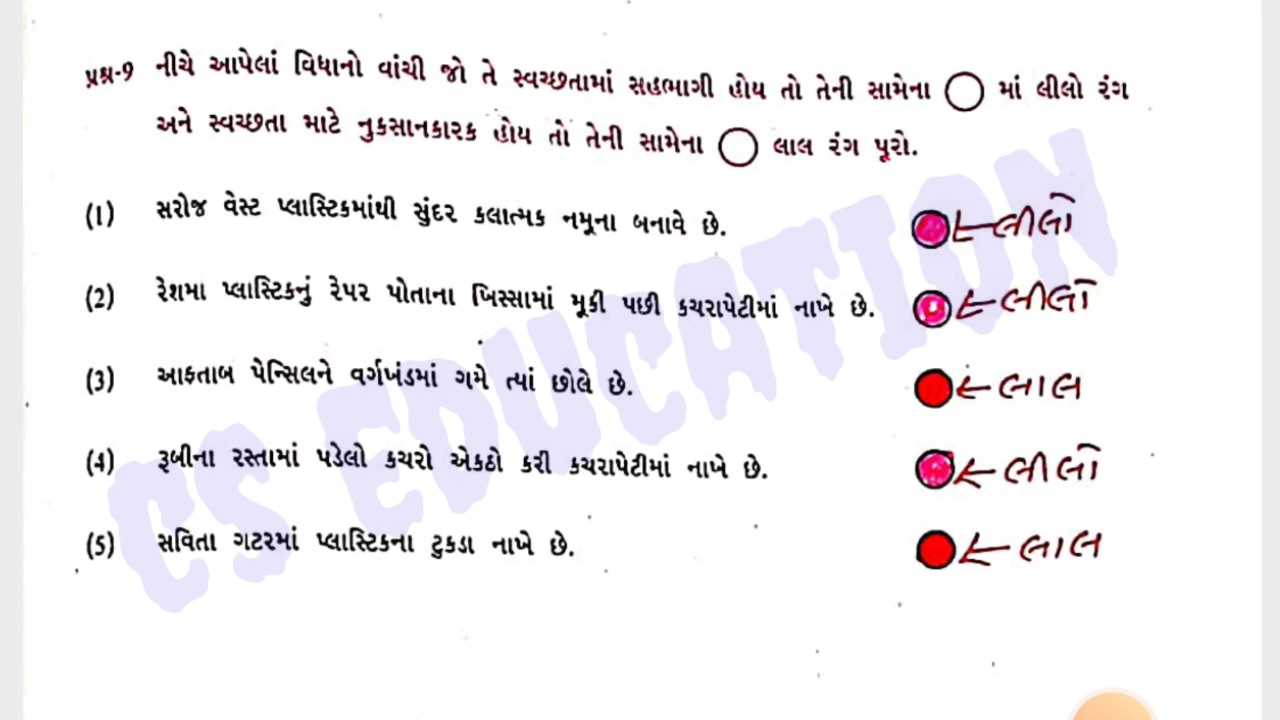 પ્રશ્ન-9 નીચે આપેલાં વિધાનો વાંચી જો તે સ્વચ્છતામાં સહભાગી હોય તો તેની સામેના ◯ માં લીલો રંગ
અને સ્વચ્છતા માટે નુકસાનકારક હોય તો તેની સામેના ◯ લાલ રંગ પૂરો.
(1) સરોજ વેસ્ટ પ્લાસ્ટિકમાંથી સુંદર કલાત્મક નમૂના બનાવે છે. ←લીલો
(2) રેશમા પ્લાસ્ટિકનું રેપર પોતાના ખિસ્સામાં મૂકી પછી કચરાપેટીમાં નાખે છે. ←લીલો
(3) આફતાબ પેન્સિલને વર્ગખંડમાં ગમે ત્યાં છોલે છે. ←લાલ
(4) રૂબીના રસ્તામાં પડેલો કચરો એકઠો કરી કચરાપેટીમાં નાખે છે. ←લીલો
(5) સવિતા ગટરમાં પ્લાસ્ટિકના ટુકડા નાખે છે. ←લાલ
CS EDUCATION